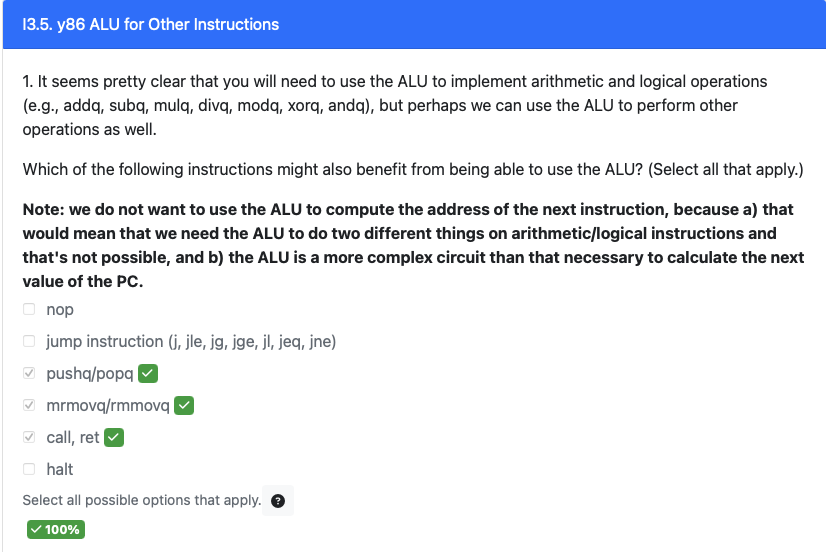 I3.5. y86 ALU for Other Instructions
1. It seems pretty clear that you will need to use the ALU to implement arithmetic and logical operations
(e.g., addq, subq, mulq, divq, modq, xorq, andq), but perhaps we can use the ALU to perform other
operations as well.
Which of the following instructions might also benefit from being able to use the ALU? (Select all that apply.)
Note: we do not want to use the ALU to compute the address of the next instruction, because a) that
would mean that we need the ALU to do two different things on arithmetic/logical instructions and
that's not possible, and b) the ALU is a more complex circuit than that necessary to calculate the next
value of the PC.
nop
jump instruction (j, jle, jg, jge, jl, jeq, jne)
pushq/popq
mrmovq/rmmovq
call, ret
halt
Select all possible options that apply. ?
100%